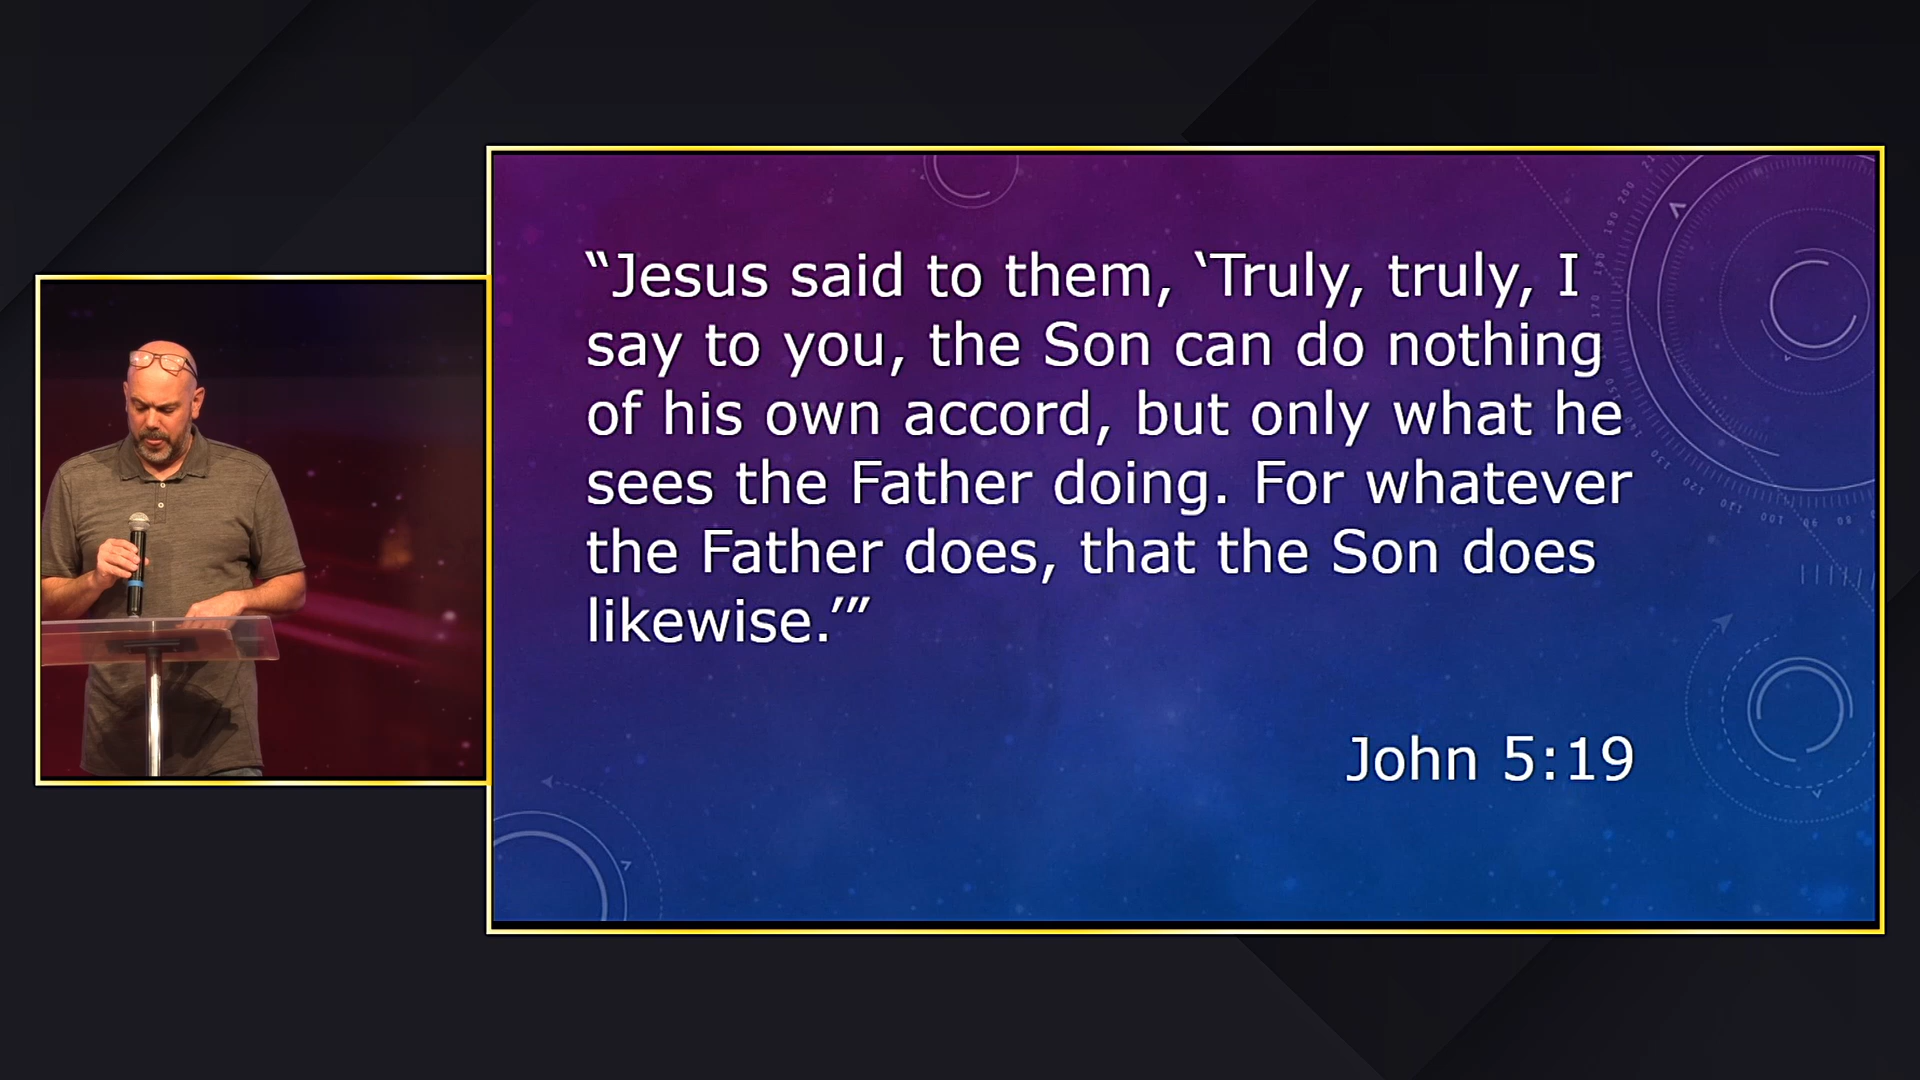 “Jesus said to them, ‘Truly, truly, I
say to you, the Son can do nothing
of his own accord, but only what he
sees the Father doing. For whatever
the Father does, that the Son does
likewise.’”
John 5:19